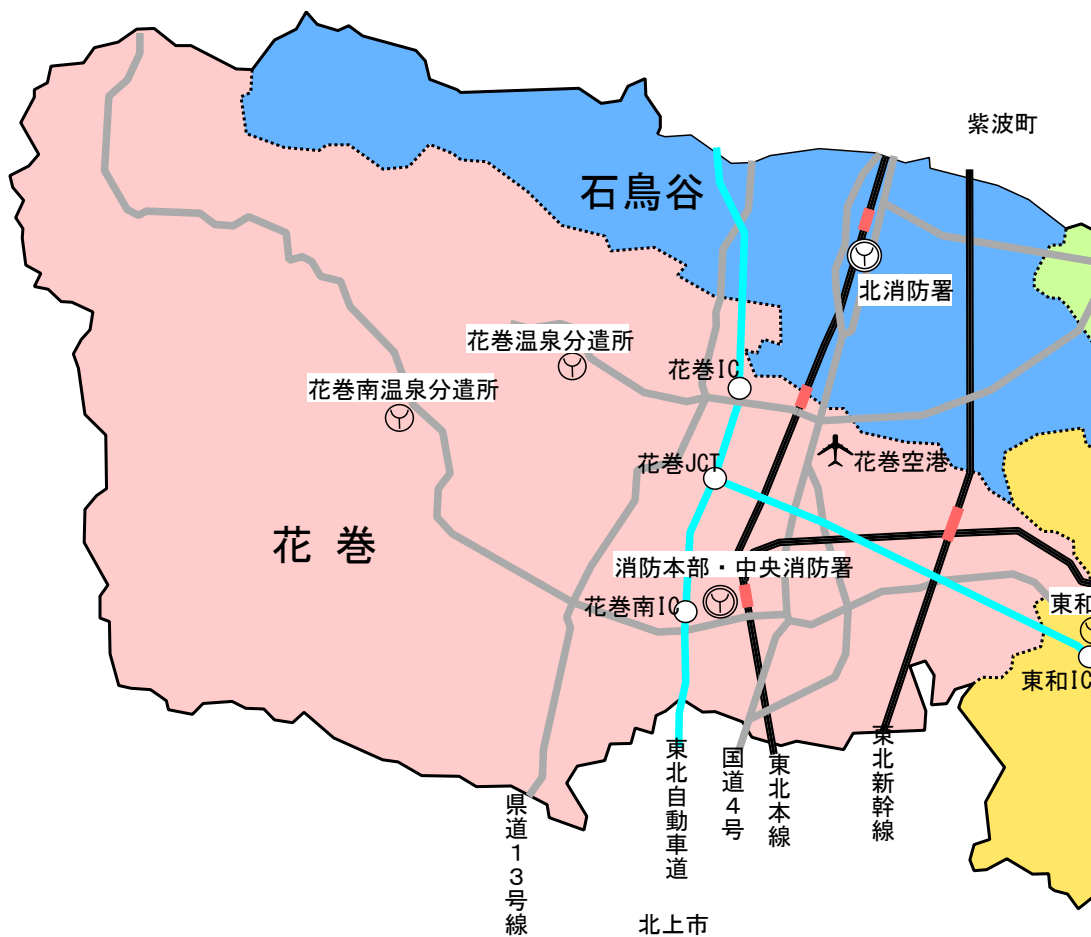 紫波町
石鳥谷
北消防署
花巻温泉分遣所
花巻IC
花巻南温泉分遣所
花巻JCT
花巻空港
花 巻
消防本部・中央消防署
花巻南IC
東和
東和IC
東北自動車道
国道4号
東北本線
東北新幹線
県道13号線
北上市